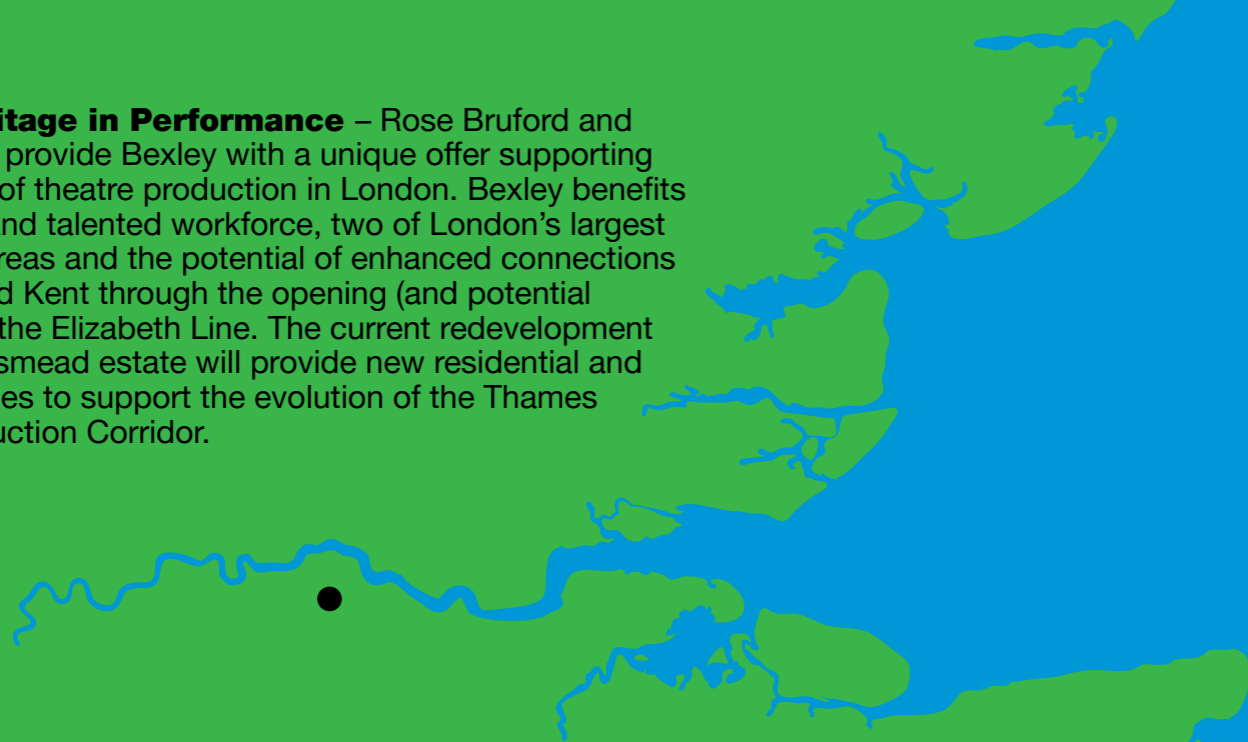 itage in Performance – Rose Bruford and
provide Bexley with a unique offer supporting
of theatre production in London. Bexley benefits
nd talented workforce, two of London’s largest
reas and the potential of enhanced connections
d Kent through the opening (and potential
the Elizabeth Line. The current redevelopment
smead estate will provide new residential and
es to support the evolution of the Thames
uction Corridor.